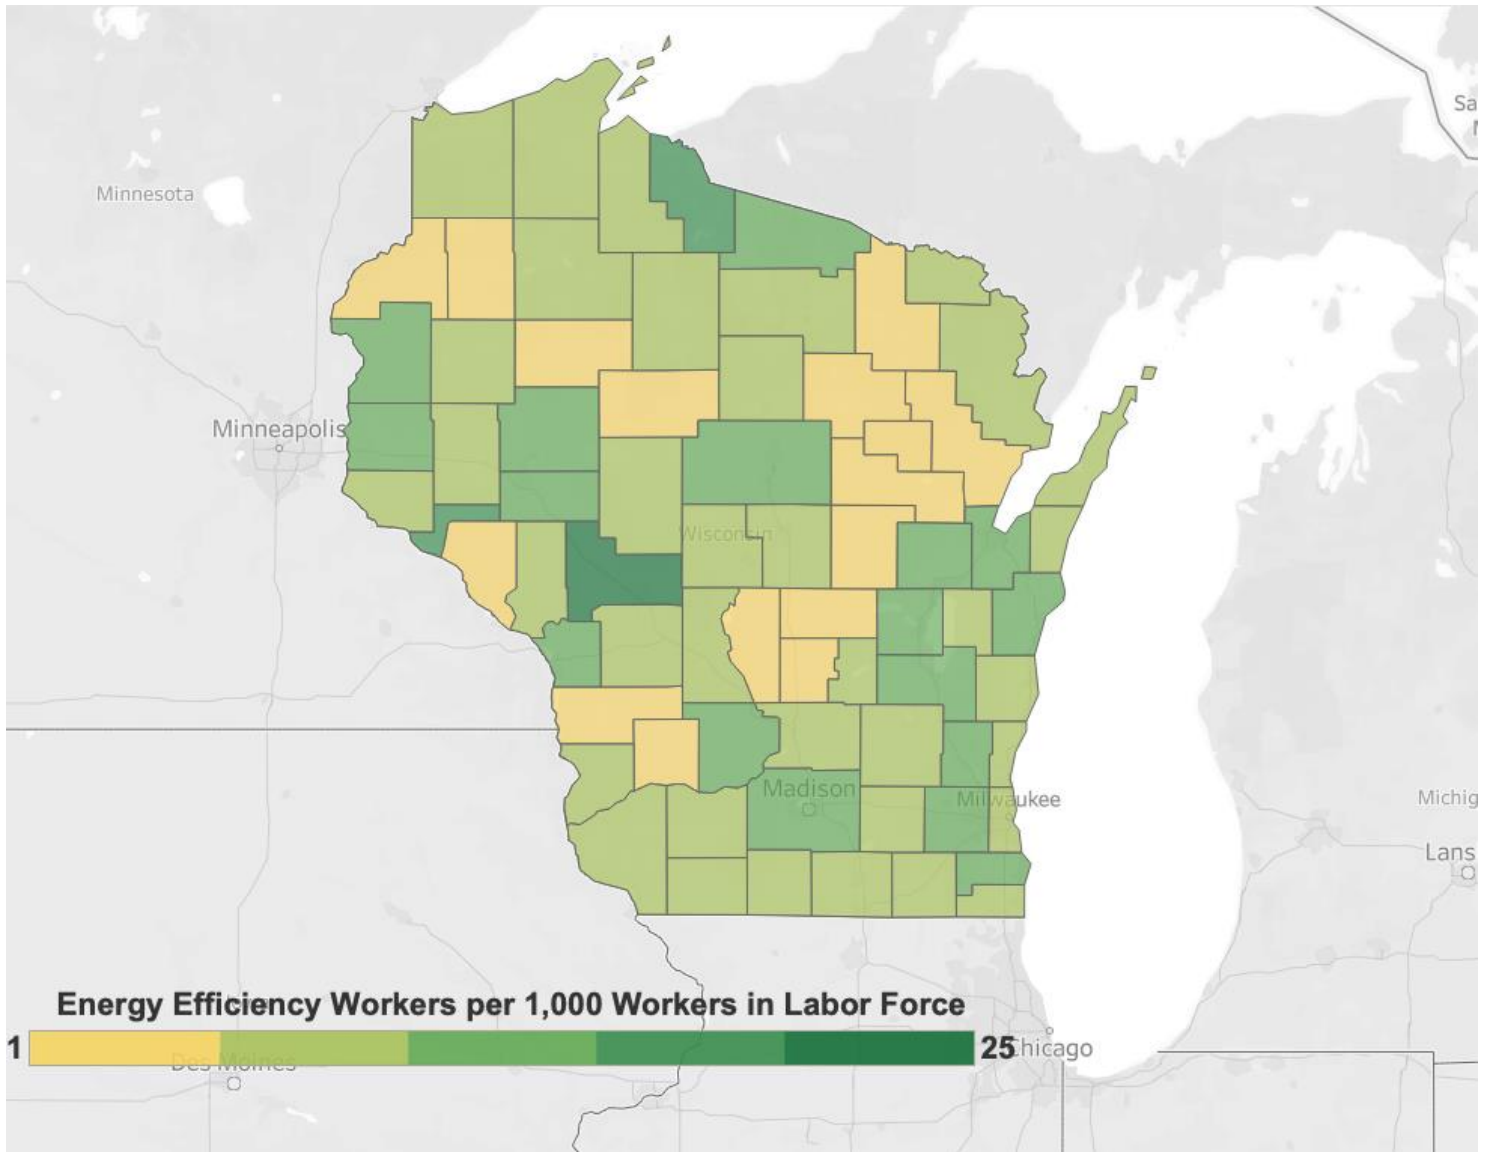 Sa
Minnesota
Minneapolis
Wisconsin
Madison
Milwaukee
Michig
Lans
Energy Efficiency Workers per 1,000 Workers in Labor Force
1
25
Chicago
Des Moines